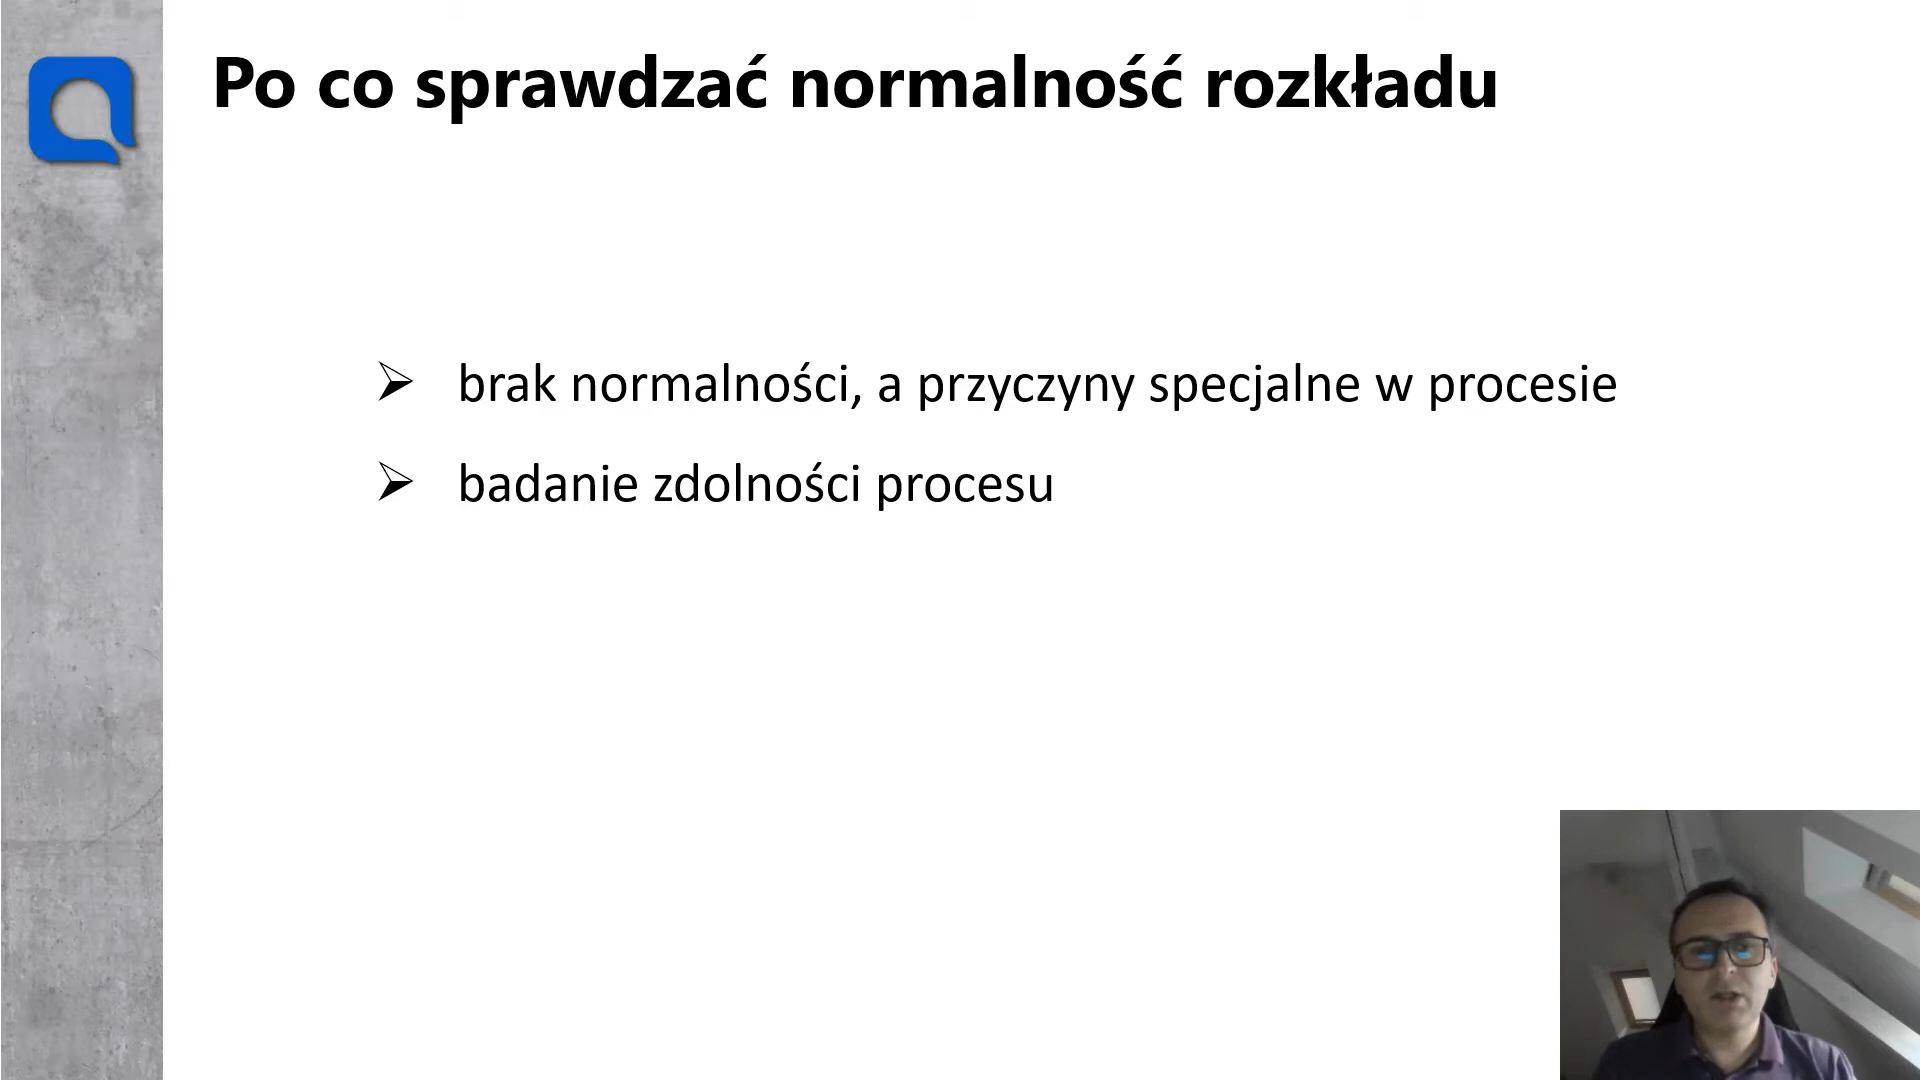 Po co sprawdzać normalność rozkładu
brak normalności, a przyczyny specjalne w procesie
badanie zdolności procesu